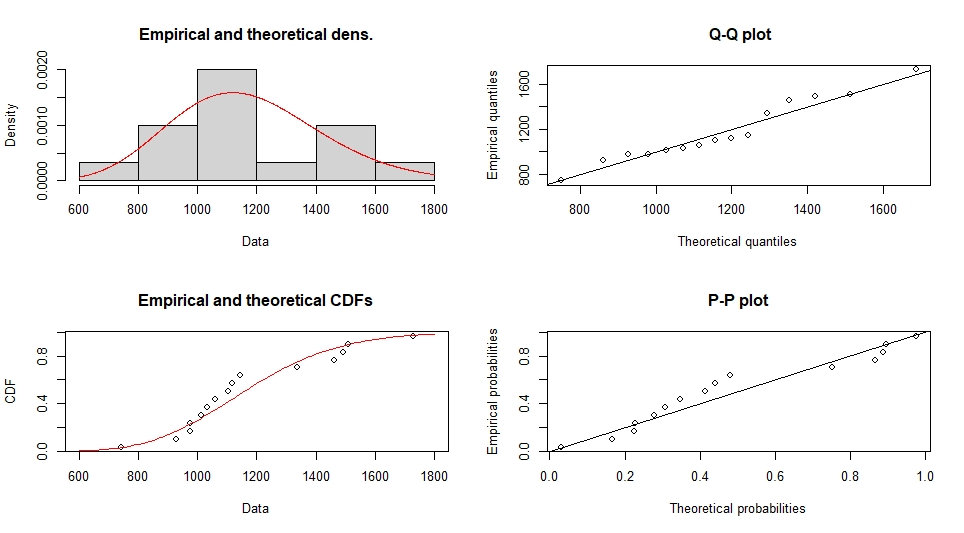 Empirical and theoretical dens.
Density
0.0000 0.0010 0.0020
600 800 1000 1200 1400 1600 1800
Data
Q-Q plot
Empirical quantiles
800 1200 1600
800 1000 1200 1400 1600
Theoretical quantiles
Empirical and theoretical CDFs
CDF
0.0 0.4 0.8
600 800 1000 1200 1400 1600 1800
Data
P-P plot
Empirical probabilities
0.0 0.4 0.8
0.0 0.2 0.4 0.6 0.8 1.0
Theoretical probabilities